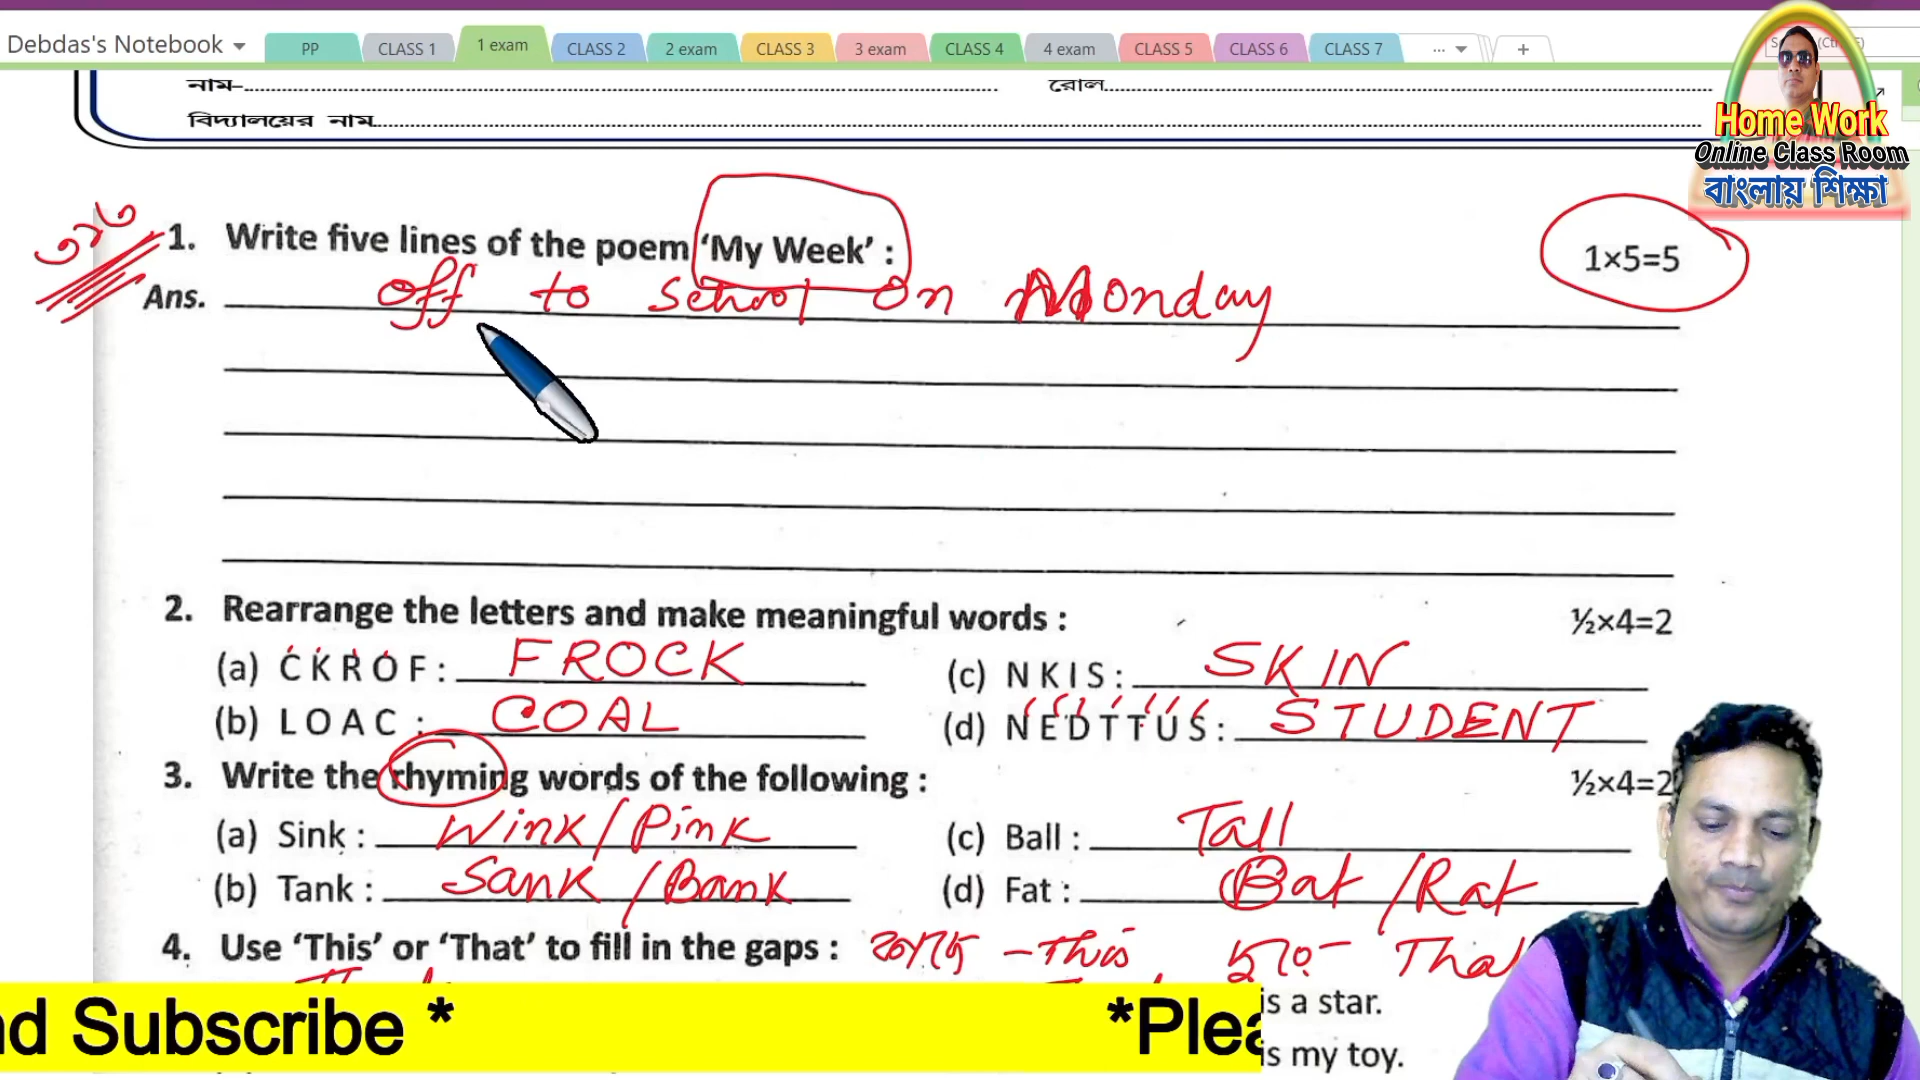 Debdas's Notebook PP CLASS 1 1 exam CLASS 2 2 exam CLASS 3 3 exam CLASS 4 4 exam CLASS 5 CLASS 6 CLASS 7 ... +
নাম- রোল
বিদ্যালয়ের নাম
Home Work
Online Class Room
বাংলায় শিক্ষা
1. Write five lines of the poem ‘My Week’ : 1×5=5
Ans. Off to school on Monday
2. Rearrange the letters and make meaningful words : ½×4=2
(a) C K R O F : FROCK (c) N K I S : SKIN
(b) L O A C : COAL (d) N E D T T U S : STUDENT
3. Write the rhyming words of the following : ½×4=2
(a) Sink : Wink/Pink (c) Ball : Tall
(b) Tank : Sank/Bank (d) Fat : Bat/Rat
4. Use ‘This’ or ‘That’ to fill in the gaps : কাছে - This দূরে - That
is a star.
is my toy.
nd Subscribe * *Plea